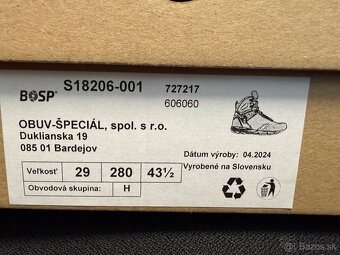 BOSP
S18206-001
727217
606060
OBUV-ŠPECIÁL, spol. s r.o.
Duklianska 19
085 01 Bardejov
Dátum výroby: 04.2024
Vyrobené na Slovensku
Veľkosť 29 280 43½
Obvodová skupina: H
Bazos.sk